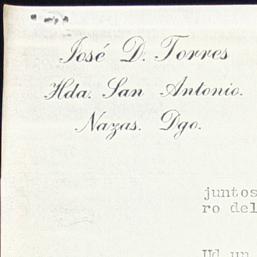 José D. Torres
Hda. San Antonio.
Nazas. Dgo.
juntos
ro del
Ud un